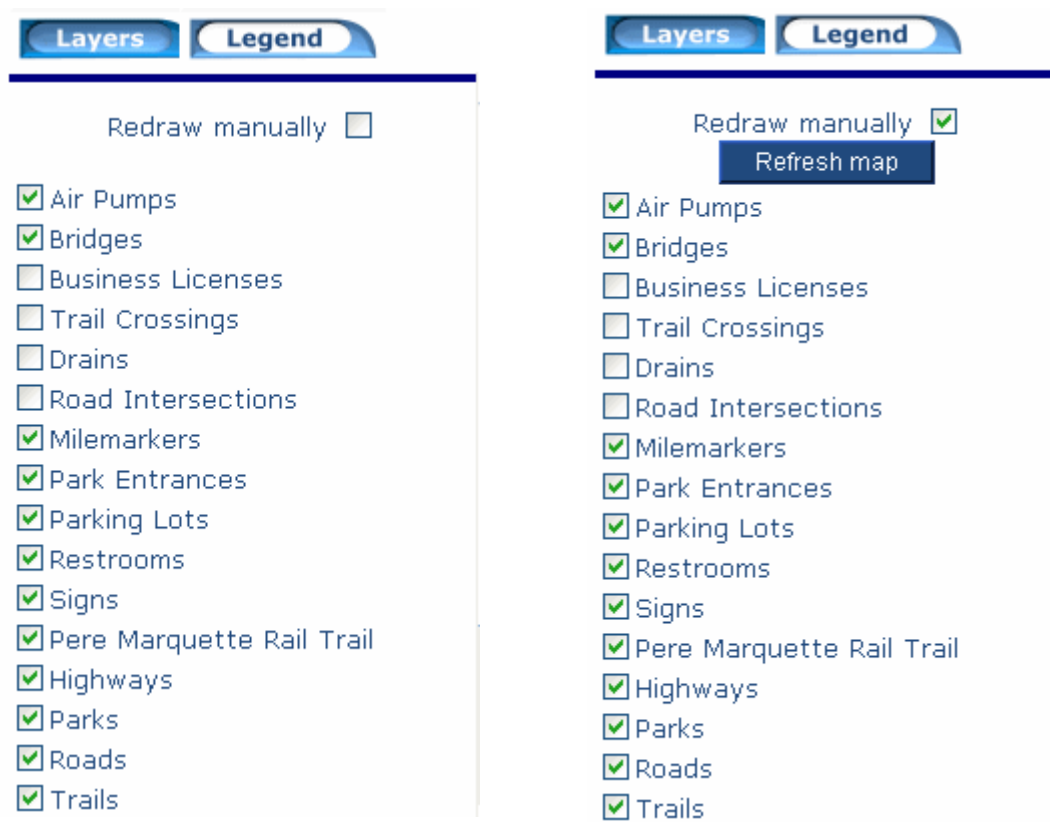 Layers Legend
Redraw manually
Air Pumps
Bridges
Business Licenses
Trail Crossings
Drains
Road Intersections
Milemarkers
Park Entrances
Parking Lots
Restrooms
Signs
Pere Marquette Rail Trail
Highways
Parks
Roads
Trails
Layers Legend
Redraw manually
Refresh map
Air Pumps
Bridges
Business Licenses
Trail Crossings
Drains
Road Intersections
Milemarkers
Park Entrances
Parking Lots
Restrooms
Signs
Pere Marquette Rail Trail
Highways
Parks
Roads
Trails